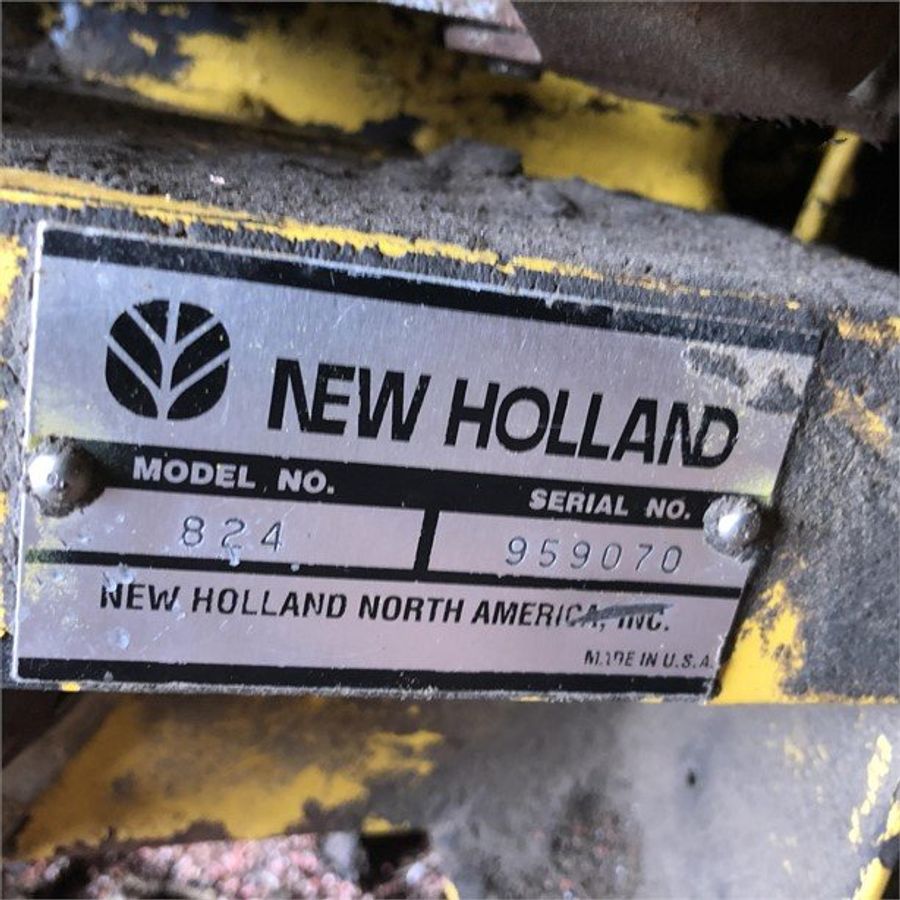 NEW HOLLAND
MODEL NO.
SERIAL NO.
824
959070
NEW HOLLAND NORTH AMERICA, INC.
MADE IN U.S.A.